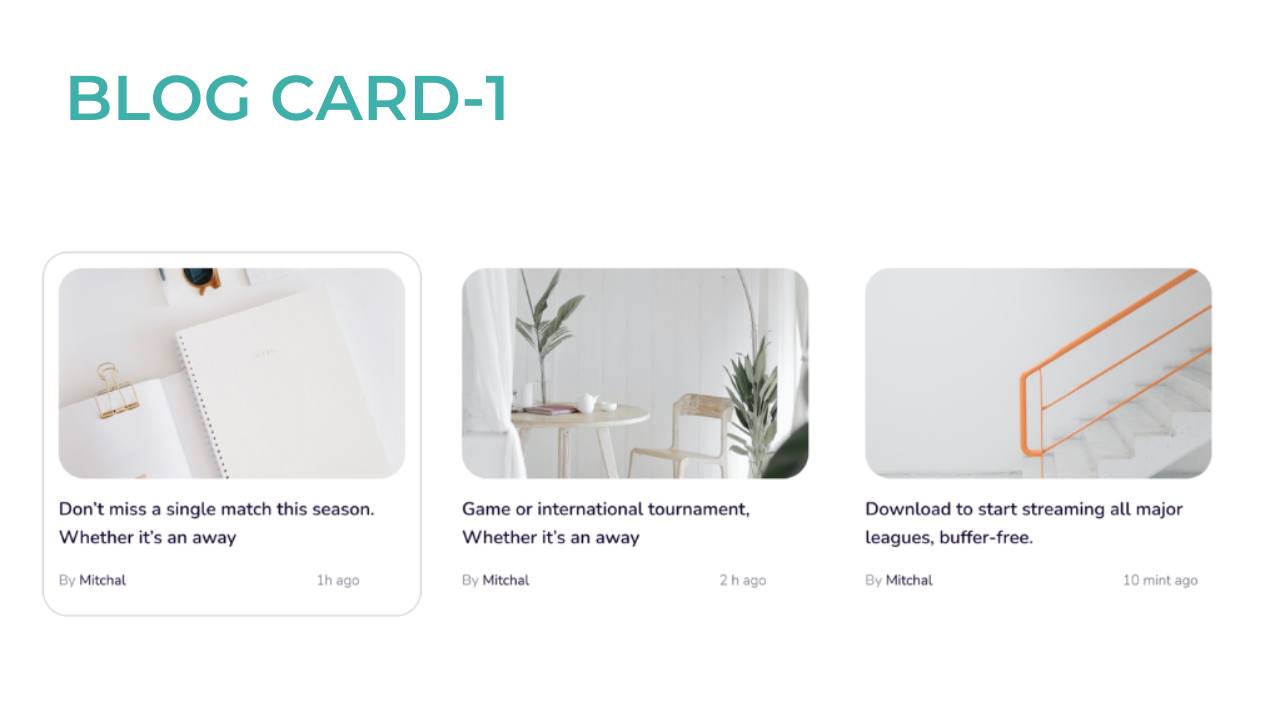 BLOG CARD-1
Don't miss a single match this season.
Whether it's an away
By Mitchal
1h ago
Game or international tournament,
Whether it's an away
By Mitchal
2 h ago
Download to start streaming all major
leagues, buffer-free.
By Mitchal
10 mint ago